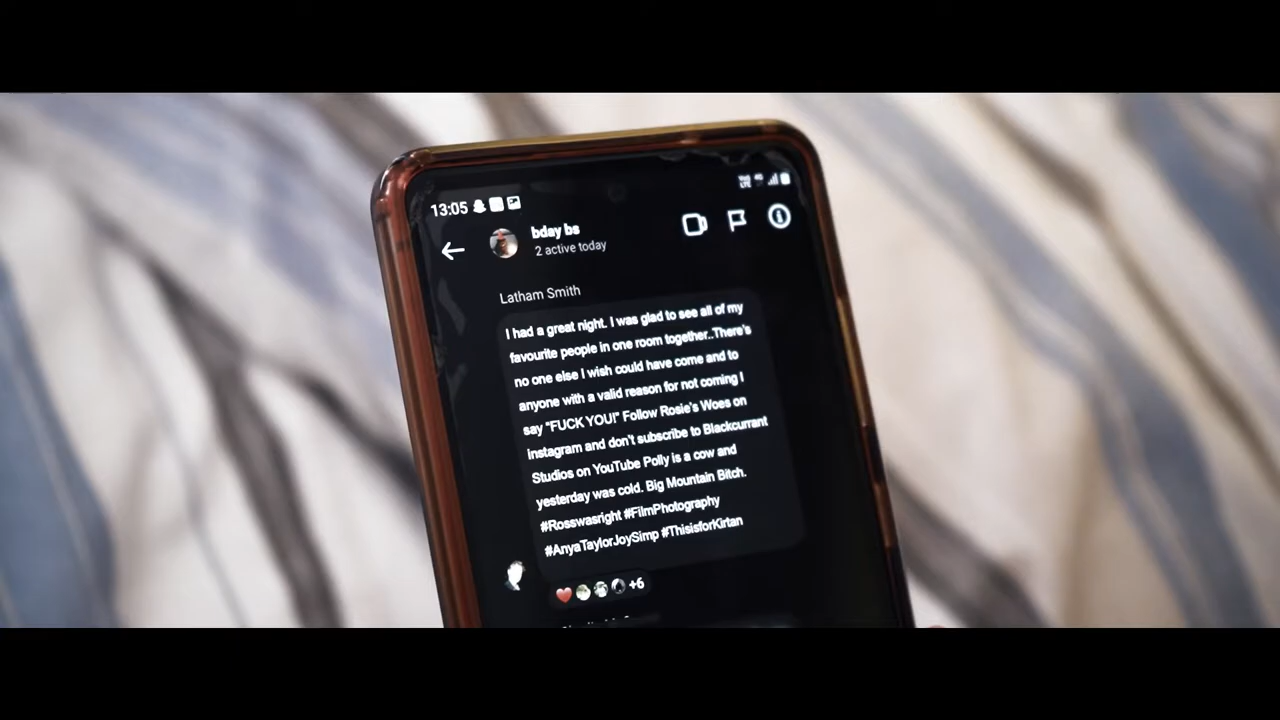 13:05
bday bs
2 active today
Latham Smith
I had a great night. I was glad to see all of my
favourite people in one room together..There's
no one else I wish could have come and to
anyone with a valid reason for not coming I
say "FUCK YOU!" Follow Rosie's Woes on
instagram and don't subscribe to Blackcurrant
Studios on YouTube Polly is a cow and
yesterday was cold. Big Mountain Bitch.
#Rosswasright #FilmPhotography
#AnyaTaylorJoySimp #ThisisforKirtan
+6